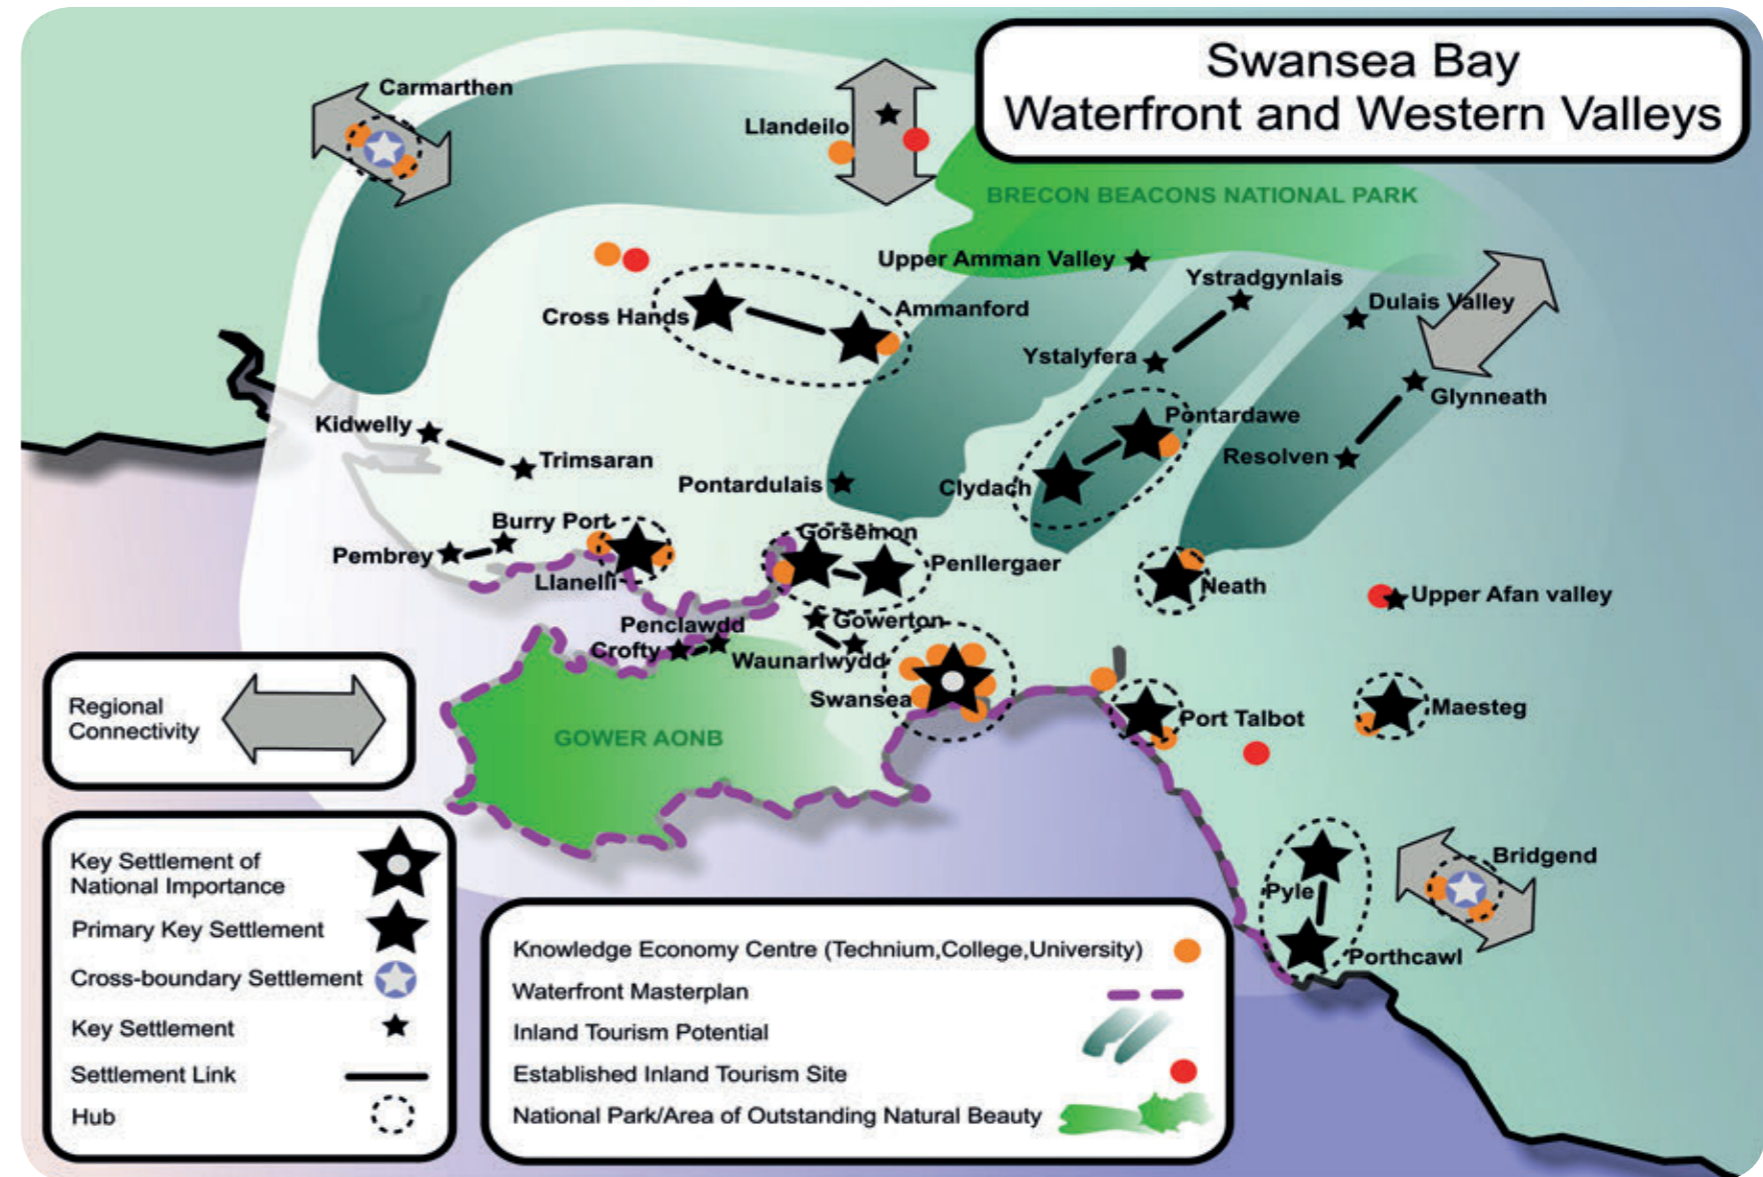 Swansea Bay
Waterfront and Western Valleys
Carmarthen
Llandeilo
BRECON BEACONS NATIONAL PARK
Upper Amman Valley
Ystradgynlais
Dulais Valley
Cross Hands
Ammanford
Ystalyfera
Glynneath
Kidwelly
Trimsaran
Pontardawe
Resolven
Pontardulais
Clydach
Burry Port
Pembrey
Llanelli
Gorseinon
Penllergaer
Neath
Upper Afan valley
Penclawdd
Gowerton
Crofty
Waunarlwydd
Swansea
Port Talbot
Maesteg
GOWER AONB
Regional
Connectivity
Bridgend
Pyle
Porthcawl
Key Settlement of
National Importance
Primary Key Settlement
Cross-boundary Settlement
Key Settlement
Settlement Link
Hub
Knowledge Economy Centre (Technium,College,University)
Waterfront Masterplan
Inland Tourism Potential
Established Inland Tourism Site
National Park/Area of Outstanding Natural Beauty